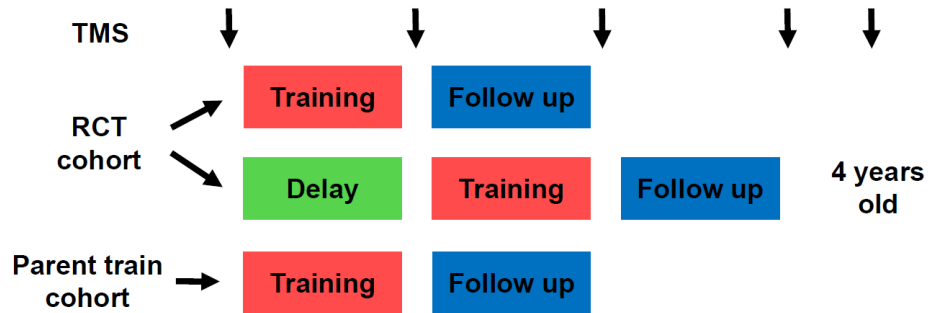 TMS
Training
Follow up
RCT
cohort
Delay
Training
Follow up
4 years
old
Parent train
cohort
Training
Follow up